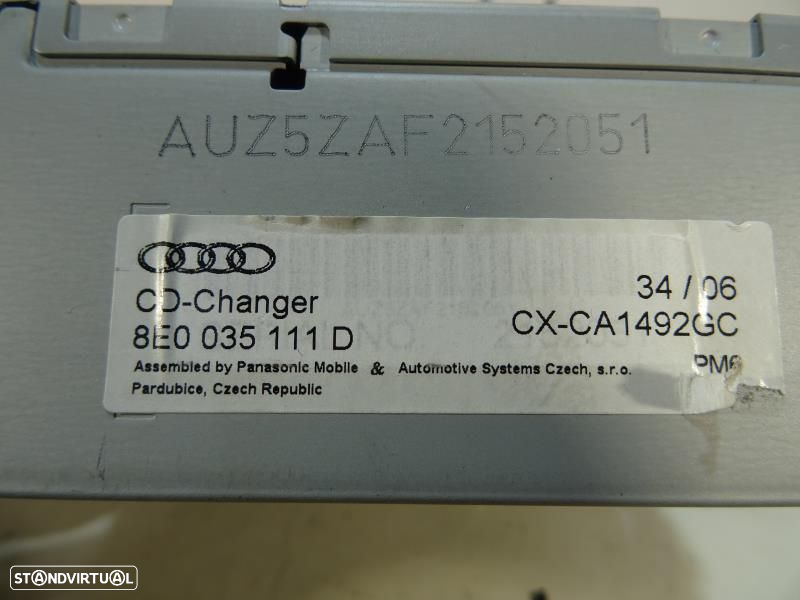 AUZ5ZAF2152051
34 / 06
CD-Changer
CX-CA1492GC
8E0 035 111 D
NO.
Assembled by Panasonic Mobile & Automotive Systems Czech, s.r.o.
Pardubice, Czech Republic
STANDVIRTUAL